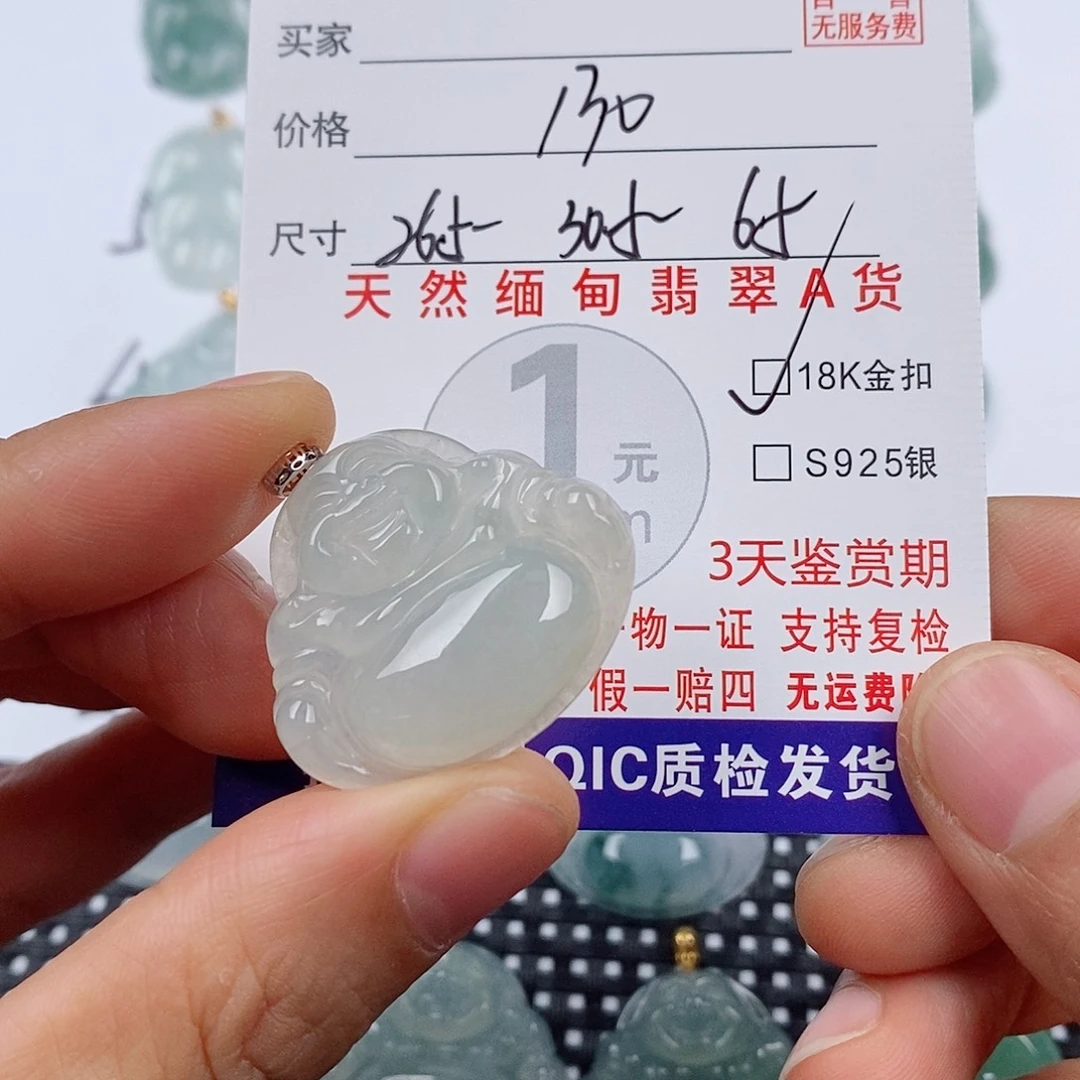 无服务费
买家
价格 130
尺寸 26.5 30.5 6.5
天然缅甸翡翠A货
1元
☑18K金扣
□S925银
3天鉴赏期
物一证 支持复检
假一赔四 无运费
QIC质检发货